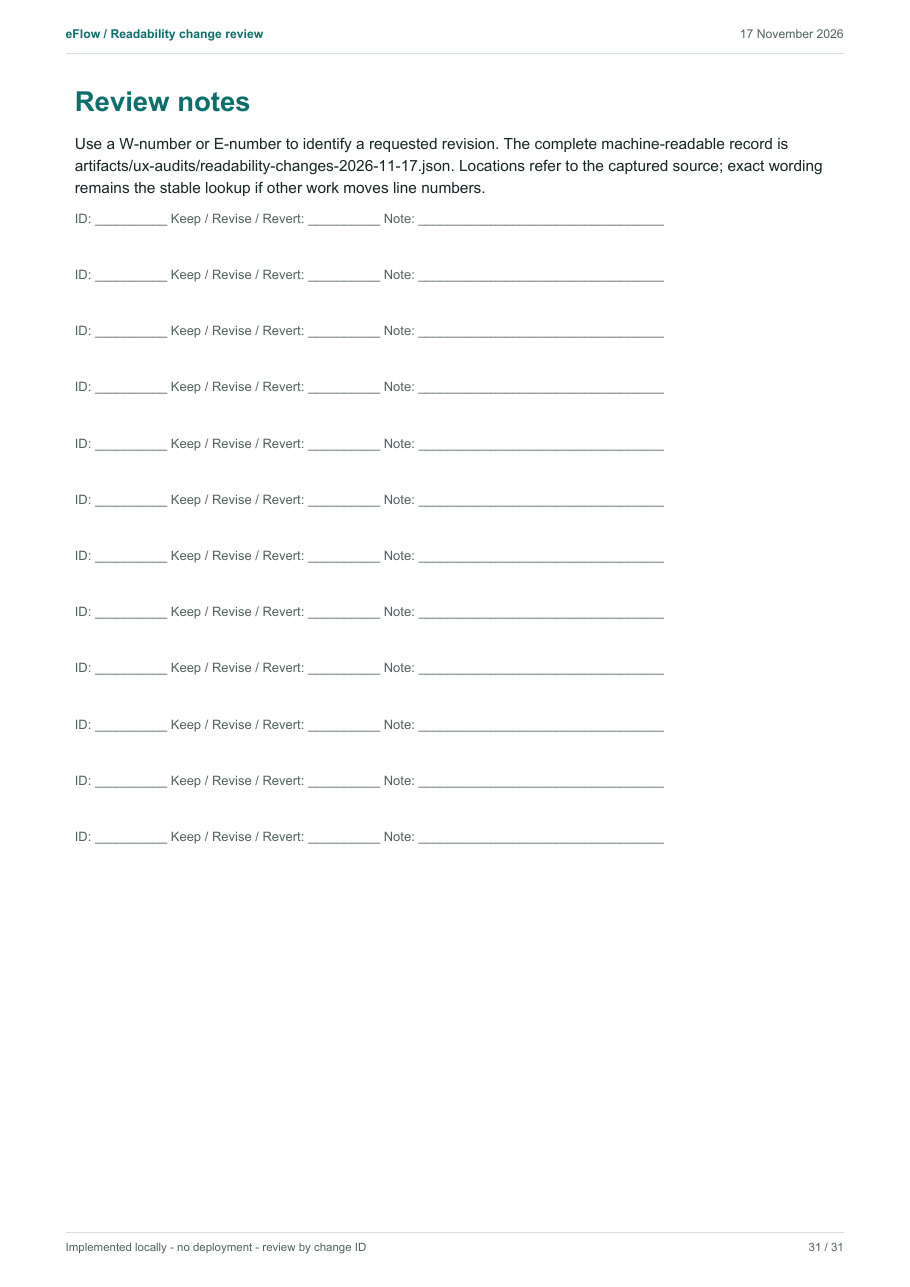 eFlow / Readability change review
17 November 2026
Review notes
Use a W-number or E-number to identify a requested revision. The complete machine-readable record is
artifacts/ux-audits/readability-changes-2026-11-17.json. Locations refer to the captured source; exact wording
remains the stable lookup if other work moves line numbers.
ID: __________ Keep / Revise / Revert: __________ Note: __________________________________
ID: __________ Keep / Revise / Revert: __________ Note: __________________________________
ID: __________ Keep / Revise / Revert: __________ Note: __________________________________
ID: __________ Keep / Revise / Revert: __________ Note: __________________________________
ID: __________ Keep / Revise / Revert: __________ Note: __________________________________
ID: __________ Keep / Revise / Revert: __________ Note: __________________________________
ID: __________ Keep / Revise / Revert: __________ Note: __________________________________
ID: __________ Keep / Revise / Revert: __________ Note: __________________________________
ID: __________ Keep / Revise / Revert: __________ Note: __________________________________
ID: __________ Keep / Revise / Revert: __________ Note: __________________________________
ID: __________ Keep / Revise / Revert: __________ Note: __________________________________
ID: __________ Keep / Revise / Revert: __________ Note: __________________________________
Implemented locally - no deployment - review by change ID
31 / 31